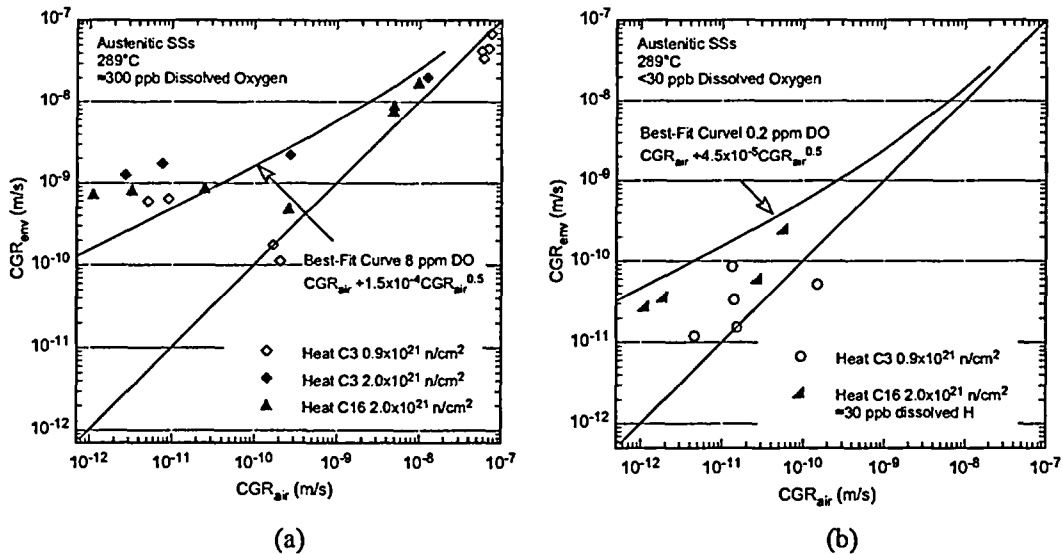 10⁻⁷
10⁻⁸
10⁻⁹
10⁻¹⁰
10⁻¹¹
10⁻¹²
CGRenv (m/s)
Austenitic SSs
289°C
≈300 ppb Dissolved Oxygen
Best-Fit Curve 8 ppm DO
CGRair +1.5x10⁻⁴CGRair^0.5
Heat C3 0.9x10²¹ n/cm²
Heat C3 2.0x10²¹ n/cm²
Heat C16 2.0x10²¹ n/cm²
10⁻¹² 10⁻¹¹ 10⁻¹⁰ 10⁻⁹ 10⁻⁸ 10⁻⁷
CGRair (m/s)
(a)
10⁻⁷
10⁻⁸
10⁻⁹
10⁻¹⁰
10⁻¹¹
10⁻¹²
CGRenv (m/s)
Austenitic SSs
289°C
<30 ppb Dissolved Oxygen
Best-Fit Curvel 0.2 ppm DO
CGRair +4.5x10⁻⁵CGRair^0.5
Heat C3 0.9x10²¹ n/cm²
Heat C16 2.0x10²¹ n/cm²
≈30 ppb dissolved H
10⁻¹² 10⁻¹¹ 10⁻¹⁰ 10⁻⁹ 10⁻⁸ 10⁻⁷
CGRair (m/s)
(b)